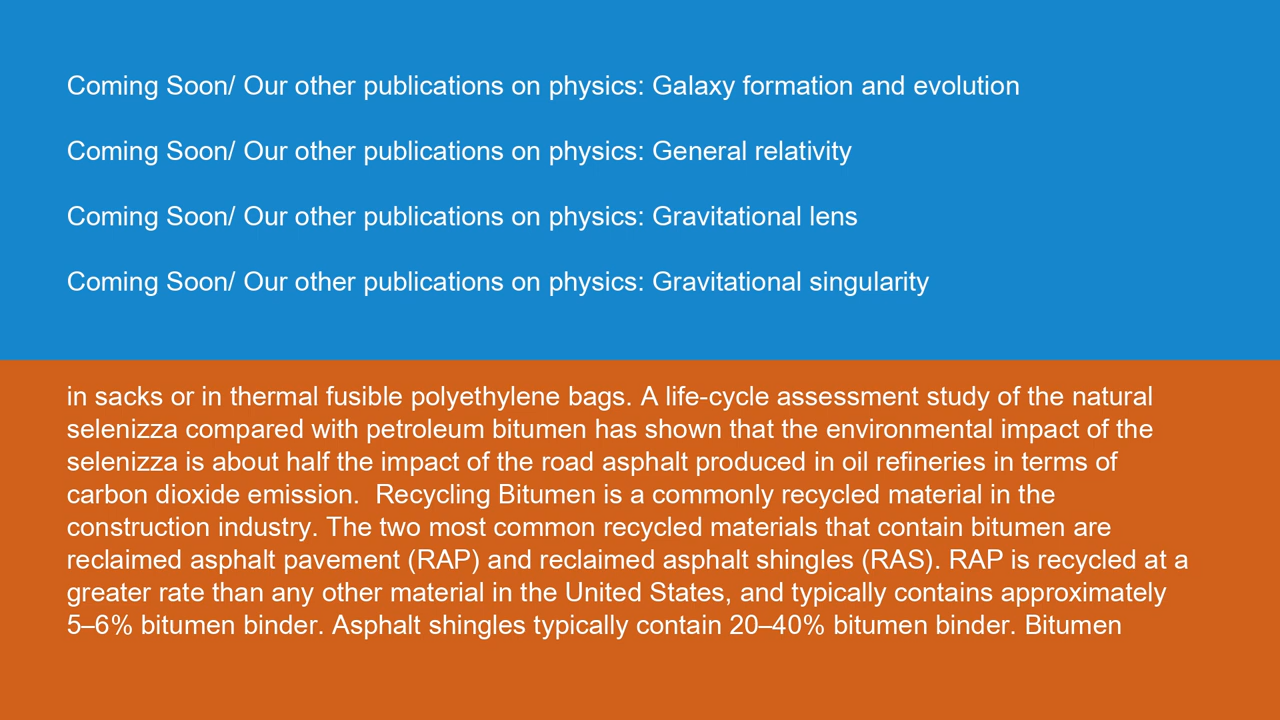 Coming Soon/ Our other publications on physics: Galaxy formation and evolution
Coming Soon/ Our other publications on physics: General relativity
Coming Soon/ Our other publications on physics: Gravitational lens
Coming Soon/ Our other publications on physics: Gravitational singularity
in sacks or in thermal fusible polyethylene bags. A life-cycle assessment study of the natural
selenizza compared with petroleum bitumen has shown that the environmental impact of the
selenizza is about half the impact of the road asphalt produced in oil refineries in terms of
carbon dioxide emission.  Recycling Bitumen is a commonly recycled material in the
construction industry. The two most common recycled materials that contain bitumen are
reclaimed asphalt pavement (RAP) and reclaimed asphalt shingles (RAS). RAP is recycled at a
greater rate than any other material in the United States, and typically contains approximately
5–6% bitumen binder. Asphalt shingles typically contain 20–40% bitumen binder. Bitumen